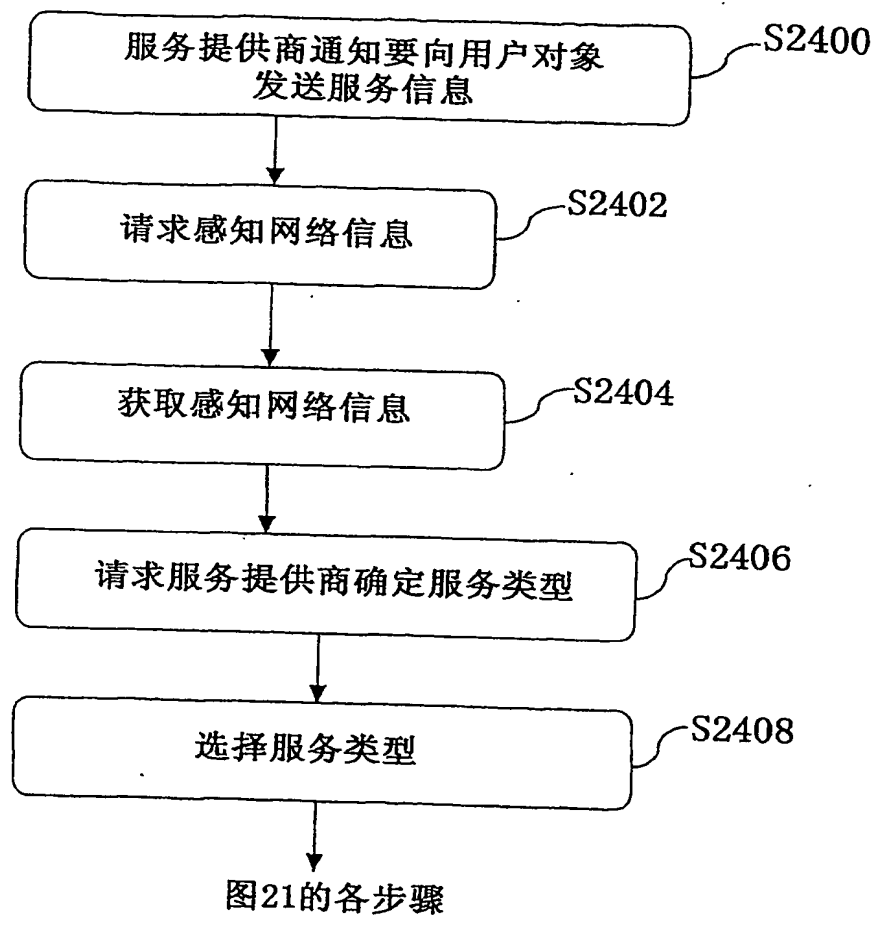 服务提供商通知要向用户对象
发送服务信息
S2400
请求感知网络信息
S2402
获取感知网络信息
S2404
请求服务提供商确定服务类型
S2406
选择服务类型
S2408
图21的各步骤